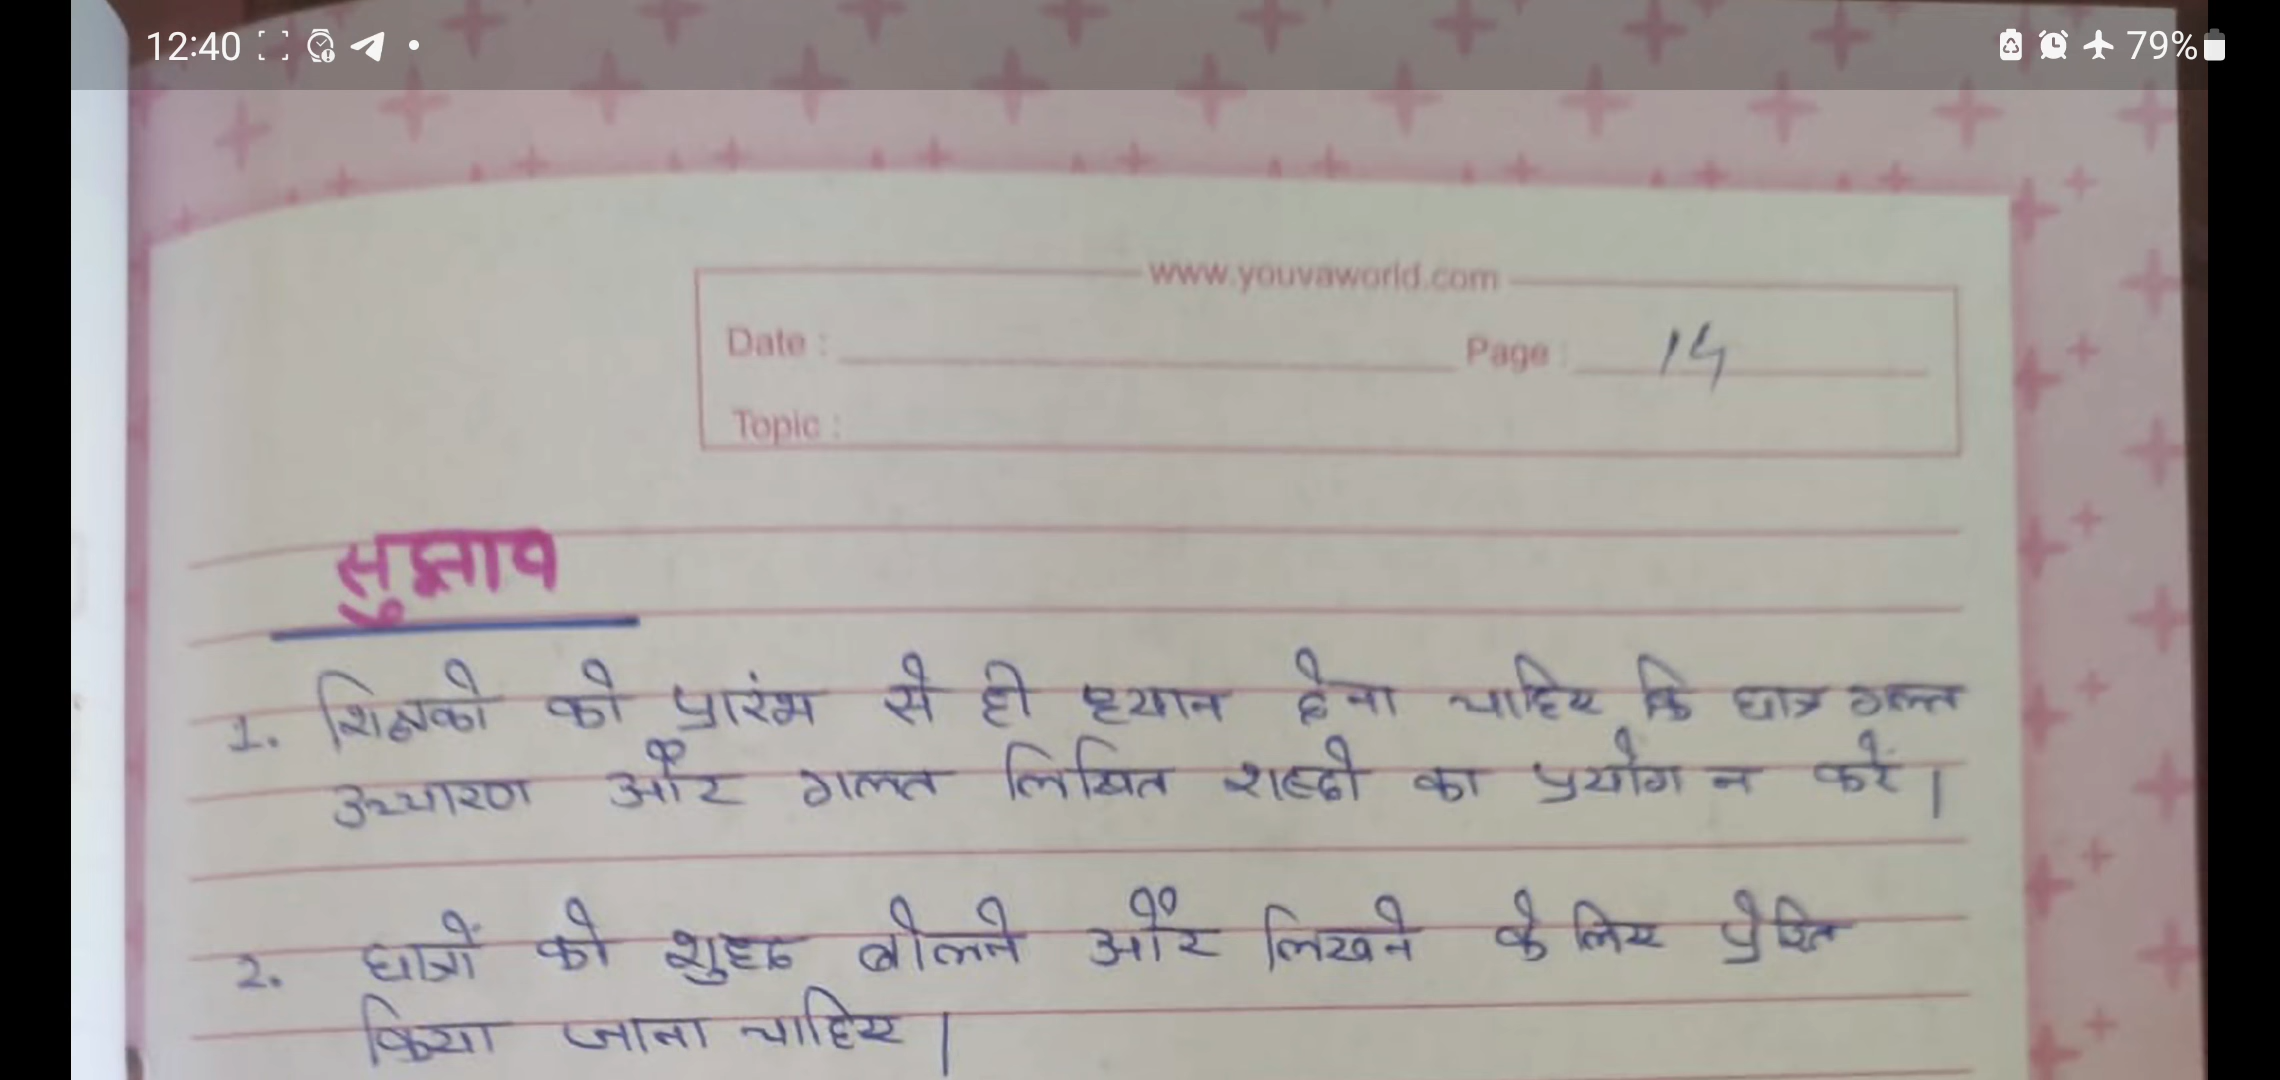 12:40 79%
www.youvaworld.com
Date : Page : 14
Topic :
सुझाव
1. शिक्षको को प्रारंभ से ही ध्यान देना चाहिए कि छात्र गलत
उच्चारण और गलत लिखित शब्दो का प्रयोग न करें।
2. छात्रों को शुद्ध बोलने और लिखने के लिए प्रेरित
किया जाना चाहिए।